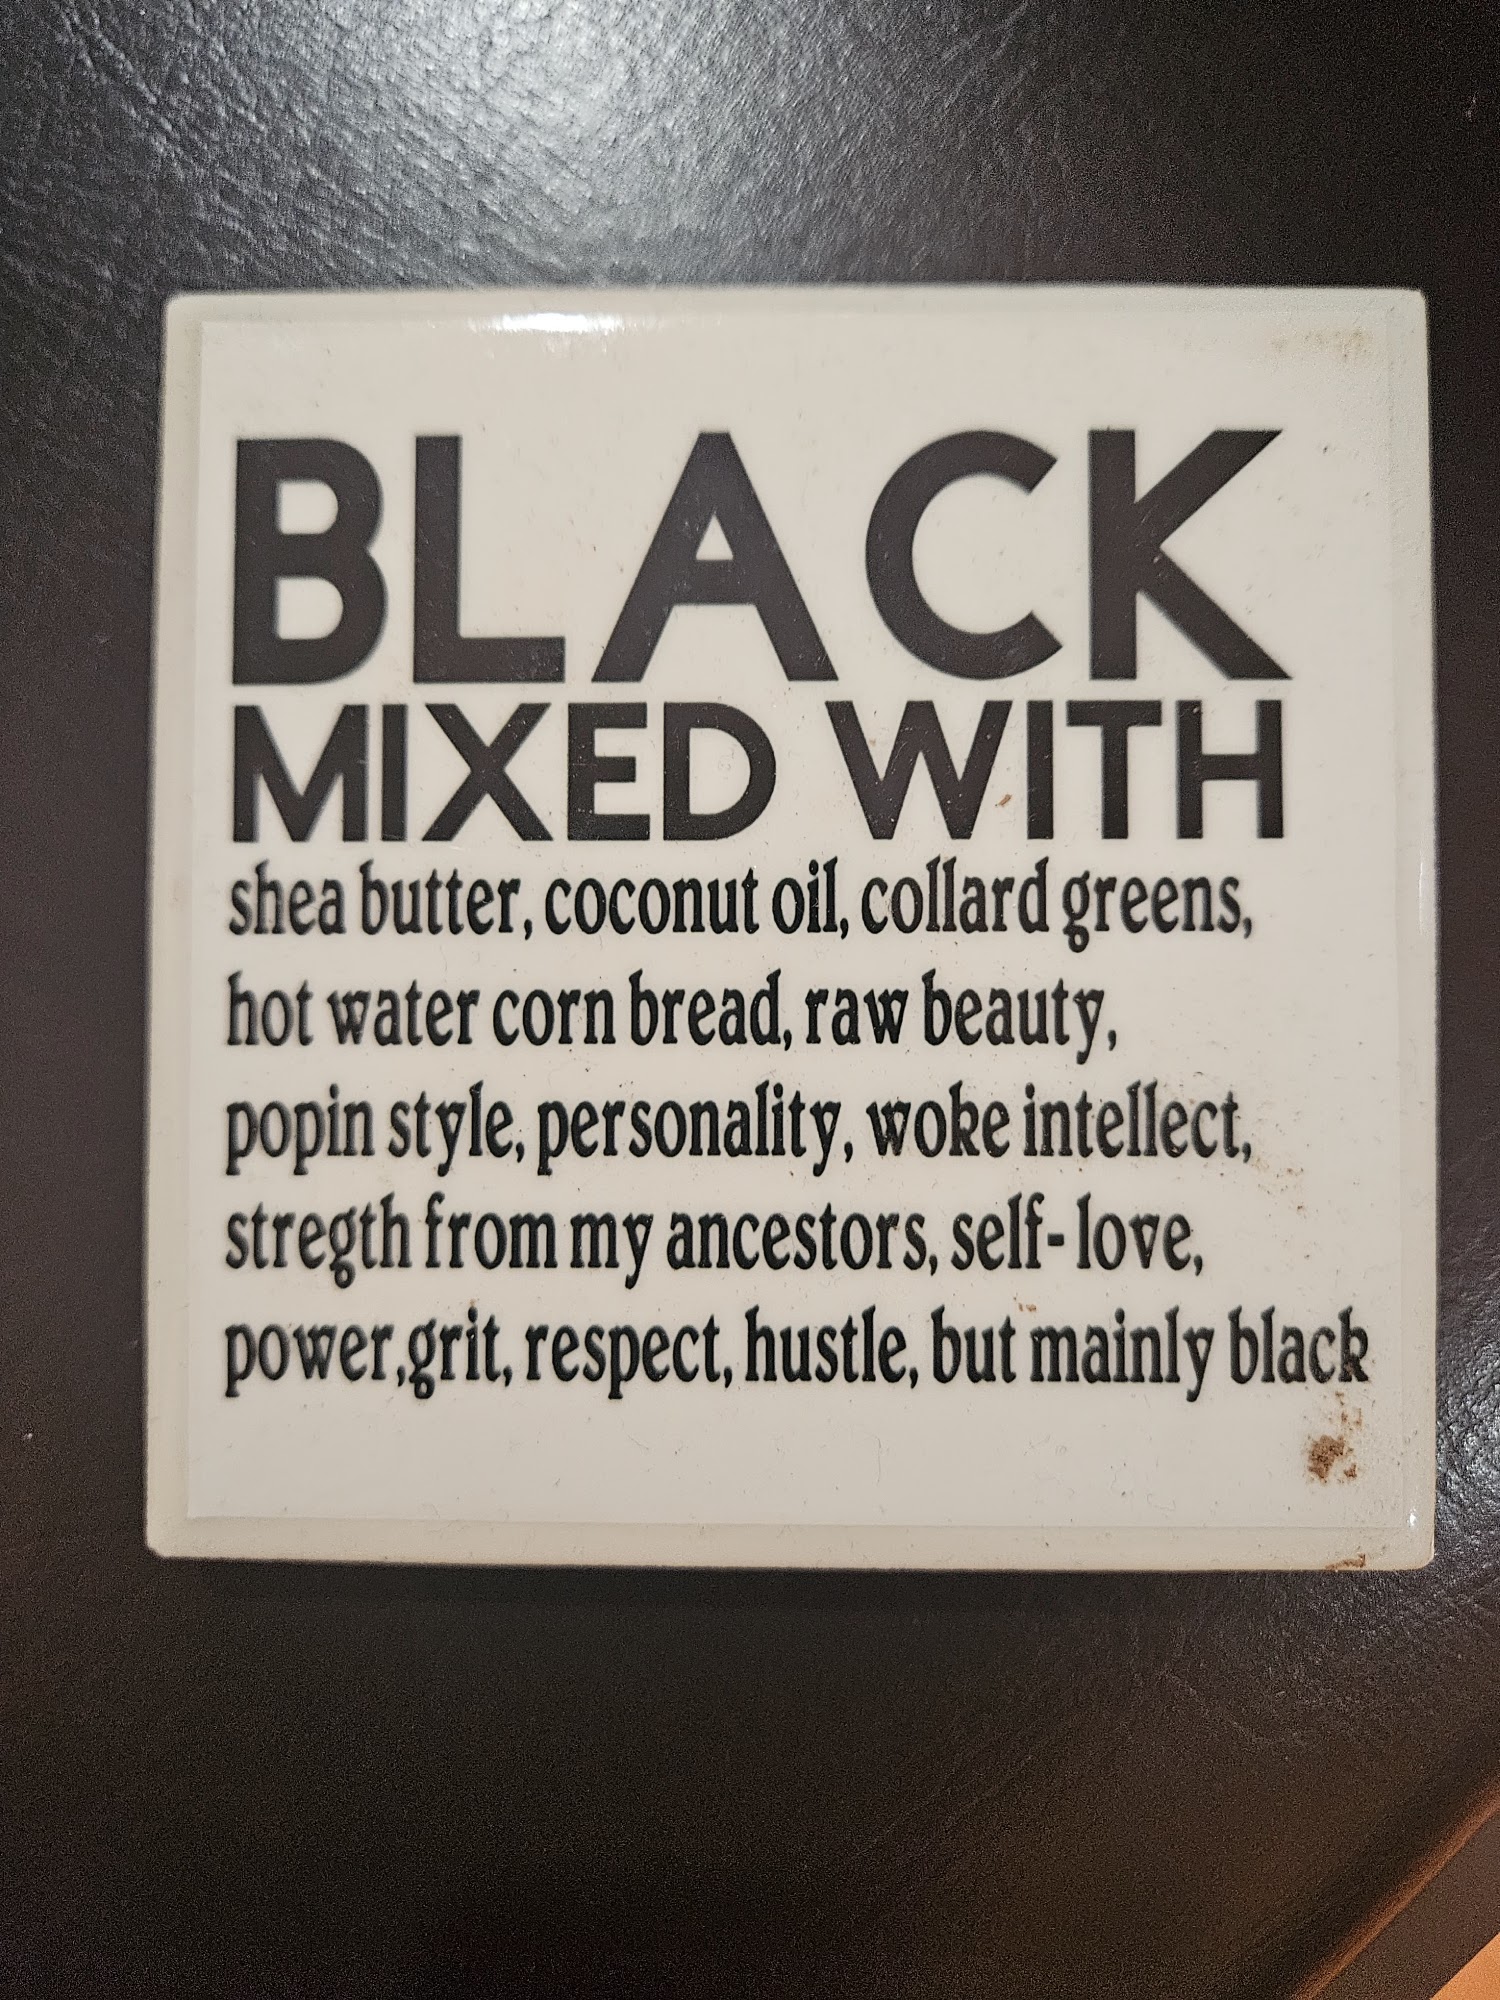 BLACK
MIXED WITH
shea butter, coconut oil, collard greens,
hot water corn bread, raw beauty,
popin style, personality, woke intellect,
stregth from my ancestors, self- love,
power,grit, respect, hustle, but mainly black